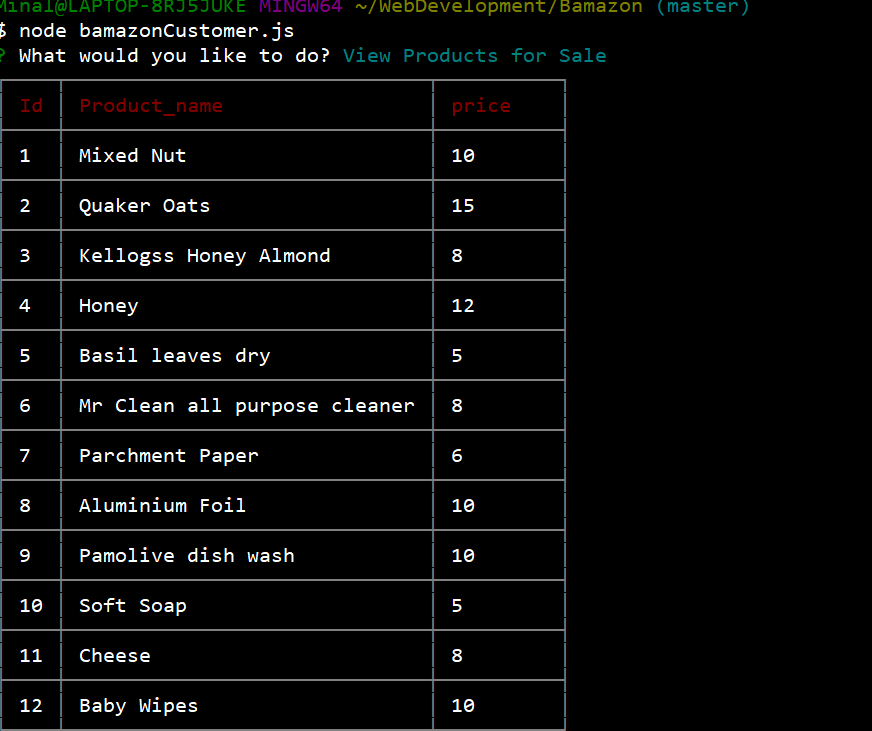 Minal@LAPTOP-8RJ5JUKE MINGW64 ~/WebDevelopment/Bamazon (master)
$ node bamazonCustomer.js
? What would you like to do? View Products for Sale
Id Product_name price
1 Mixed Nut 10
2 Quaker Oats 15
3 Kellogss Honey Almond 8
4 Honey 12
5 Basil leaves dry 5
6 Mr Clean all purpose cleaner 8
7 Parchment Paper 6
8 Aluminium Foil 10
9 Pamolive dish wash 10
10 Soft Soap 5
11 Cheese 8
12 Baby Wipes 10